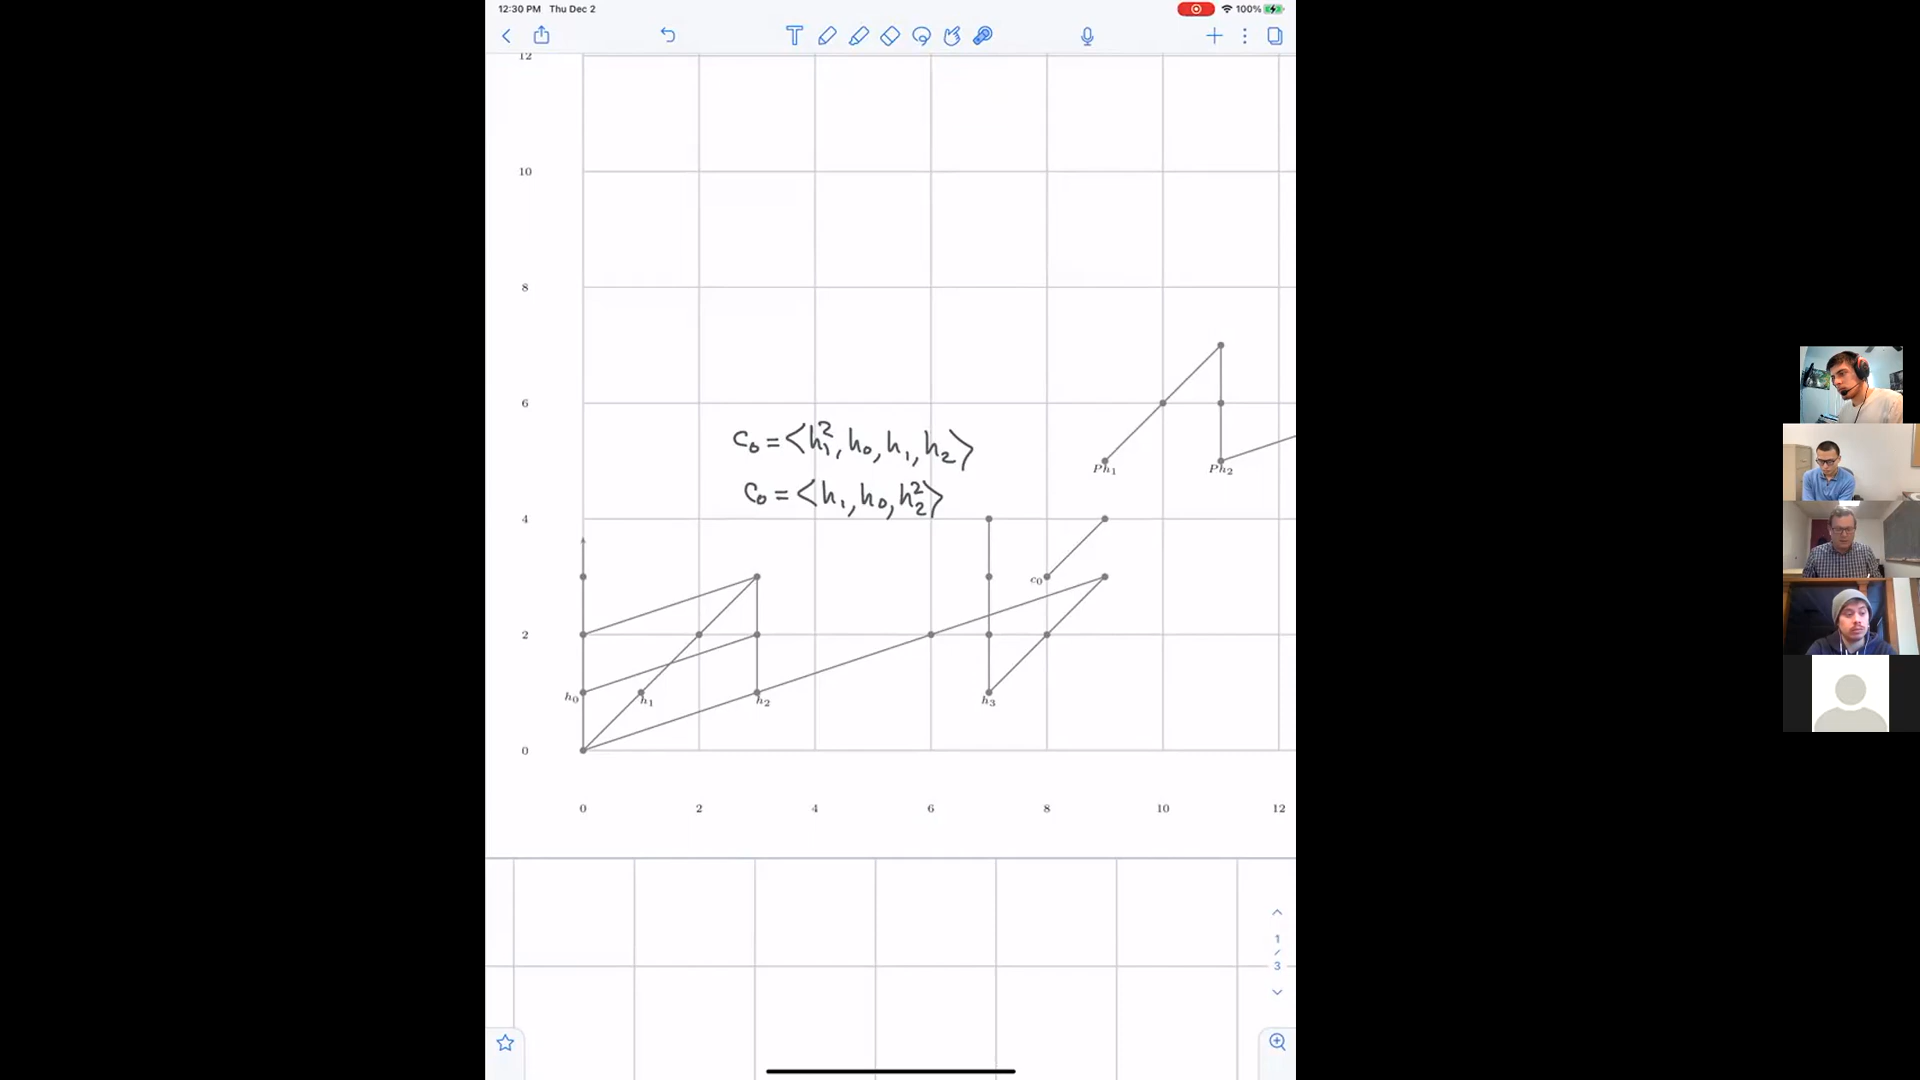 12:30 PM Thu Dec 2
100%
12
10
8
6
4
2
0
c₀ = ⟨h₁², h₀, h₁, h₂⟩
c₀ = ⟨h₁, h₀, h₂²⟩
Ph₁
Ph₂
c₀
h₀
h₁
h₂
h₃
0 2 4 6 8 10 12
1
/
3